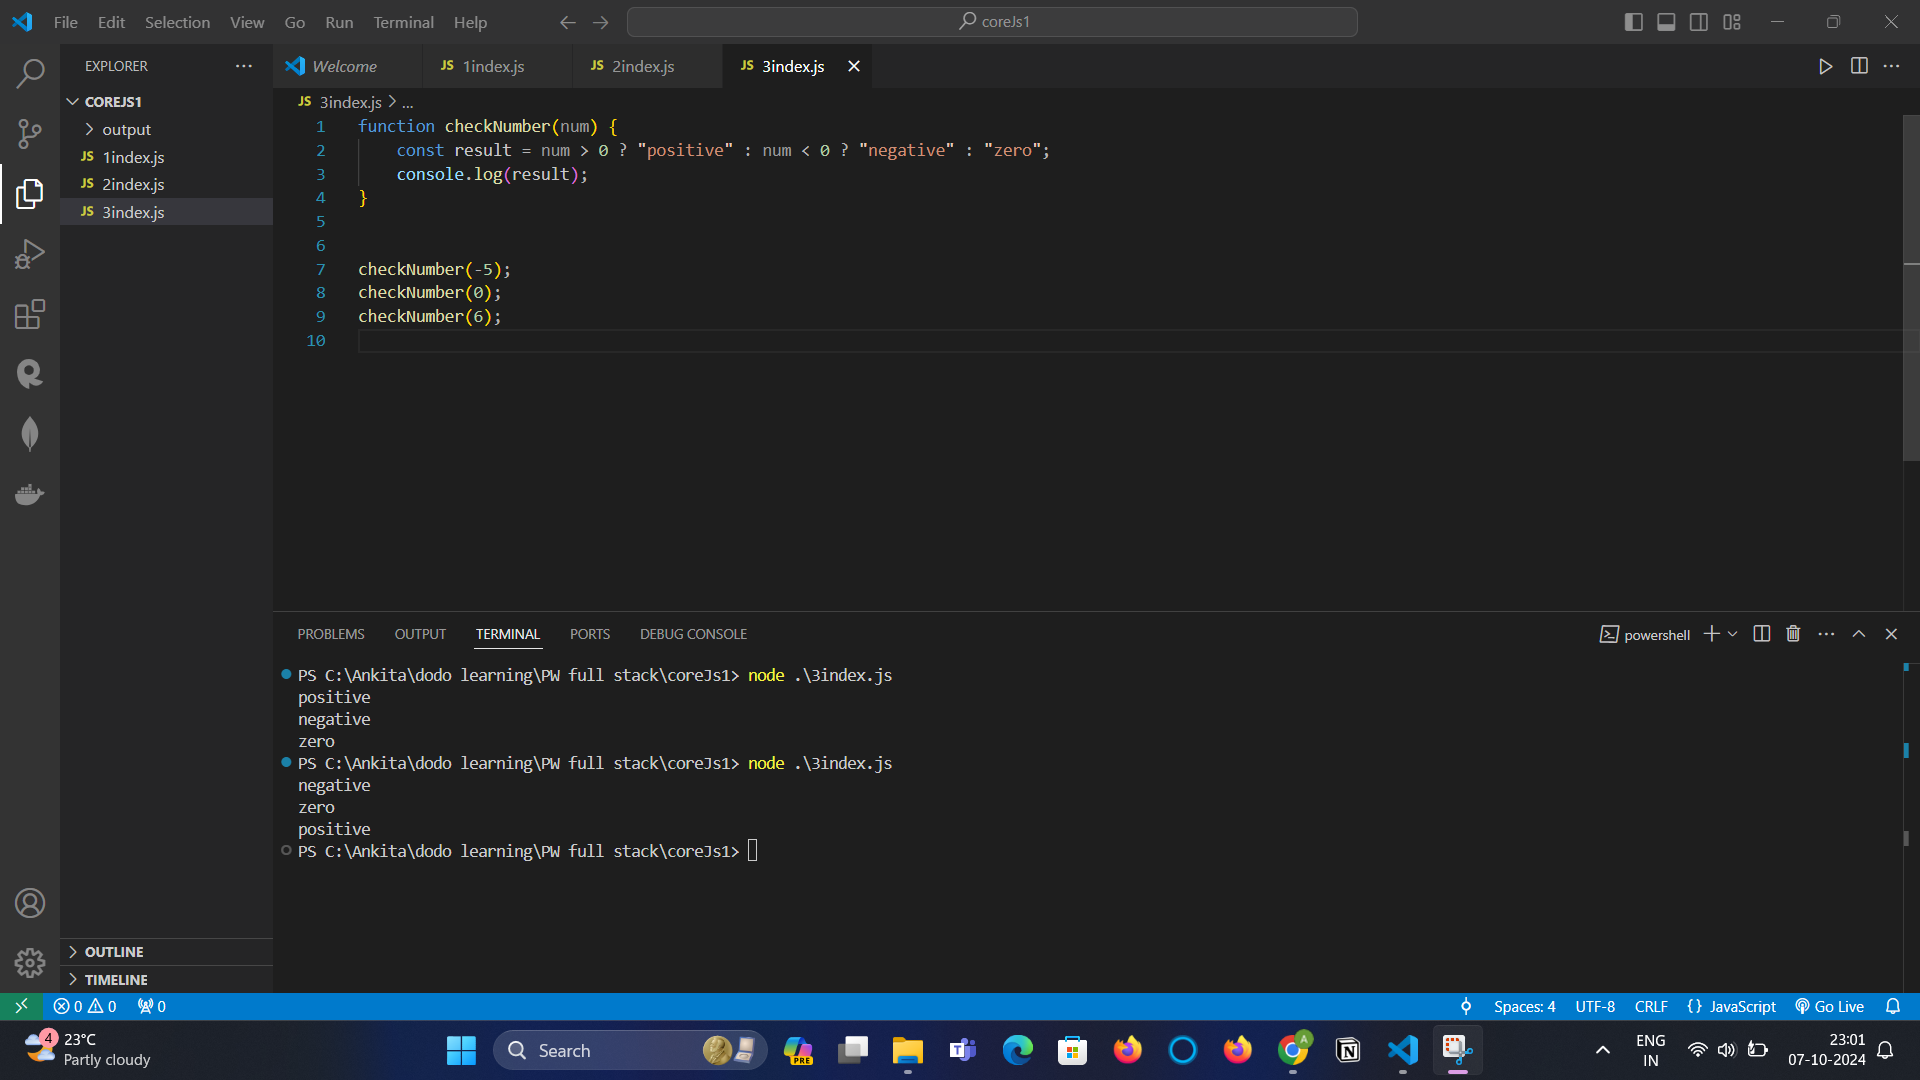 File Edit Selection View Go Run Terminal Help
coreJs1
EXPLORER
COREJS1
output
JS 1index.js
JS 2index.js
JS 3index.js
OUTLINE
TIMELINE
Welcome JS 1index.js JS 2index.js JS 3index.js
JS 3index.js > ...
1 function checkNumber(num) {
2     const result = num > 0 ? "positive" : num < 0 ? "negative" : "zero";
3     console.log(result);
4 }
5
6
7 checkNumber(-5);
8 checkNumber(0);
9 checkNumber(6);
10
PROBLEMS OUTPUT TERMINAL PORTS DEBUG CONSOLE
powershell
PS C:\Ankita\dodo learning\PW full stack\coreJs1> node .\3index.js
positive
negative
zero
PS C:\Ankita\dodo learning\PW full stack\coreJs1> node .\3index.js
negative
zero
positive
PS C:\Ankita\dodo learning\PW full stack\coreJs1>
0 0 0 Spaces: 4 UTF-8 CRLF {} JavaScript Go Live
4 23°C
Partly cloudy
Search
PRE
A
ENG
IN
23:01
07-10-2024